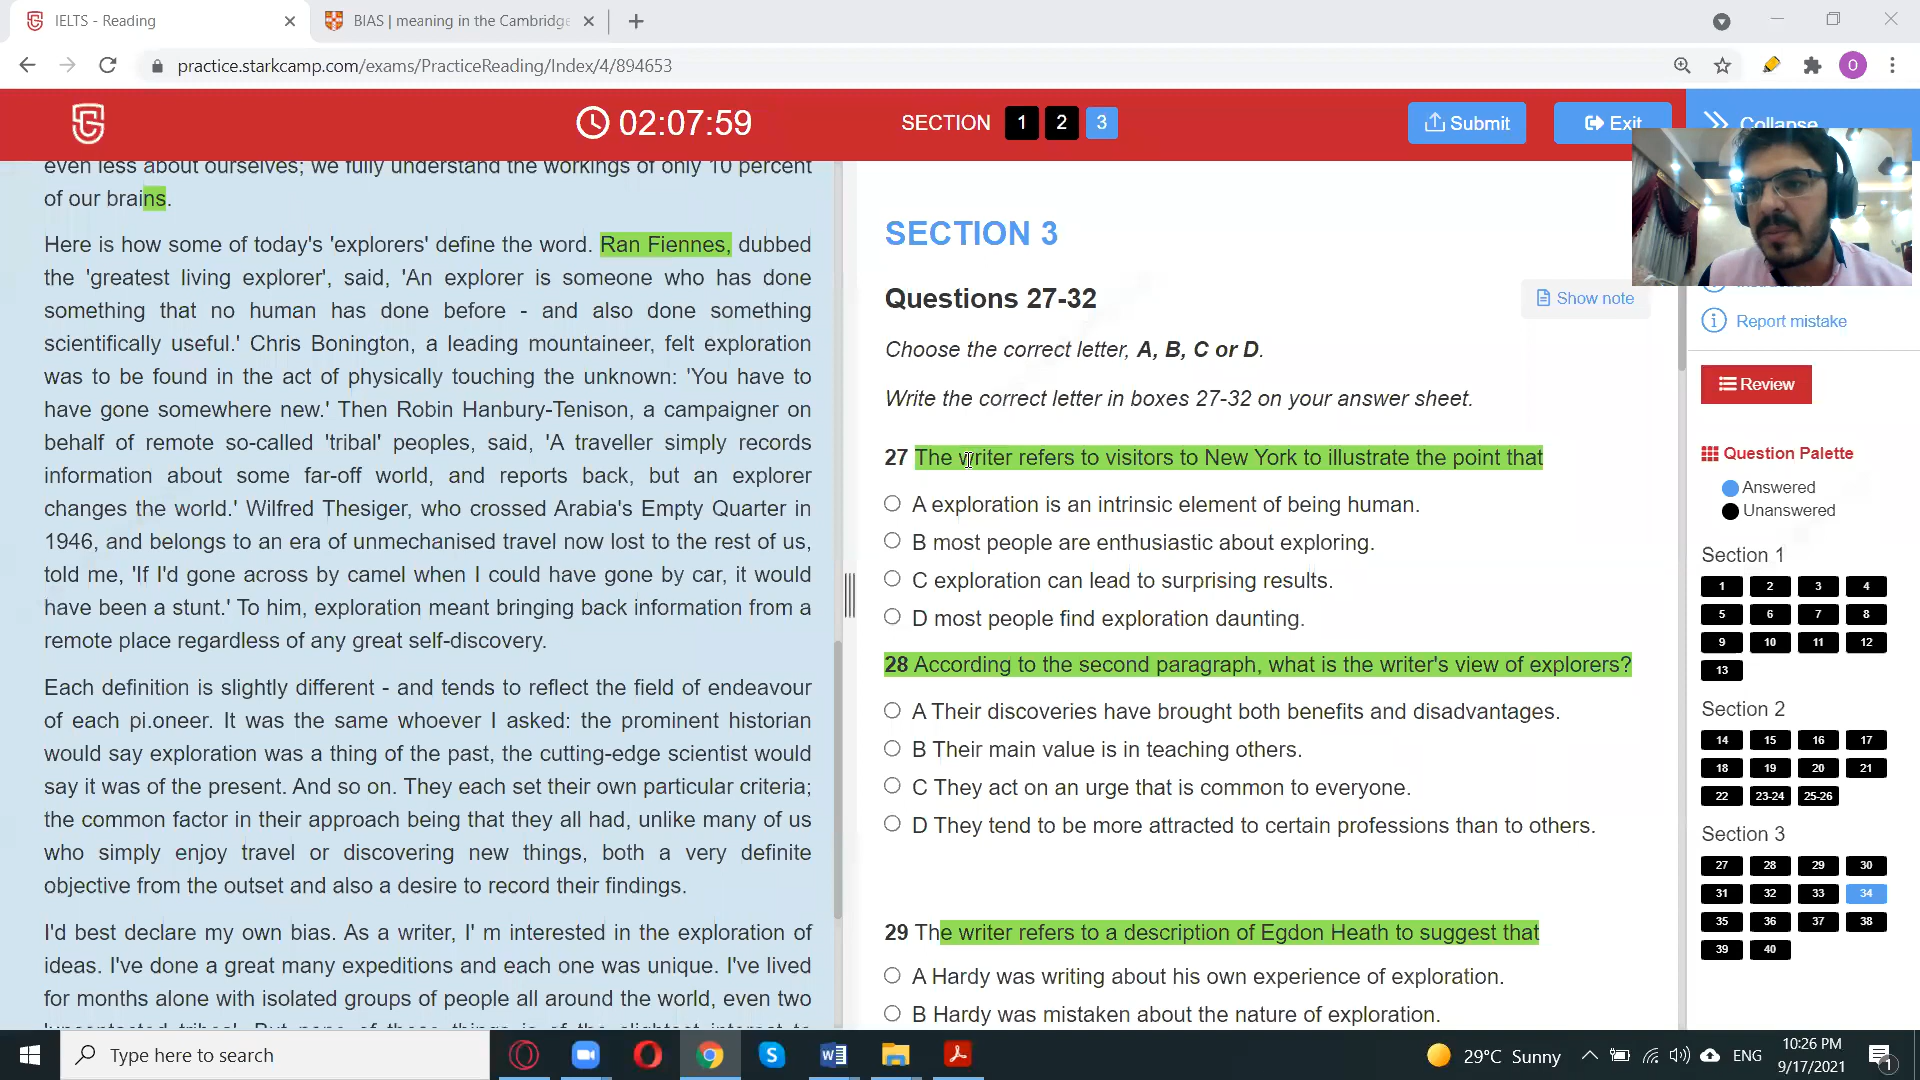 IELTS - Reading
BIAS | meaning in the Cambridge
practice.starkcamp.com/exams/PracticeReading/Index/4/894653
O
02:07:59
SECTION 1 2 3
Submit
Exit
Collapse
even less about ourselves; we fully understand the workings of only 10 percent
of our brains.
Here is how some of today's 'explorers' define the word. Ran Fiennes, dubbed
the 'greatest living explorer', said, 'An explorer is someone who has done
something that no human has done before - and also done something
scientifically useful.' Chris Bonington, a leading mountaineer, felt exploration
was to be found in the act of physically touching the unknown: 'You have to
have gone somewhere new.' Then Robin Hanbury-Tenison, a campaigner on
behalf of remote so-called 'tribal' peoples, said, 'A traveller simply records
information about some far-off world, and reports back, but an explorer
changes the world.' Wilfred Thesiger, who crossed Arabia's Empty Quarter in
1946, and belongs to an era of unmechanised travel now lost to the rest of us,
told me, 'If I'd gone across by camel when I could have gone by car, it would
have been a stunt.' To him, exploration meant bringing back information from a
remote place regardless of any great self-discovery.
Each definition is slightly different - and tends to reflect the field of endeavour
of each pi.oneer. It was the same whoever I asked: the prominent historian
would say exploration was a thing of the past, the cutting-edge scientist would
say it was of the present. And so on. They each set their own particular criteria;
the common factor in their approach being that they all had, unlike many of us
who simply enjoy travel or discovering new things, both a very definite
objective from the outset and also a desire to record their findings.
I'd best declare my own bias. As a writer, I' m interested in the exploration of
ideas. I've done a great many expeditions and each one was unique. I've lived
for months alone with isolated groups of people all around the world, even two
SECTION 3
Questions 27-32
Show note
Choose the correct letter, A, B, C or D.
Write the correct letter in boxes 27-32 on your answer sheet.
27 The writer refers to visitors to New York to illustrate the point that
A exploration is an intrinsic element of being human.
B most people are enthusiastic about exploring.
C exploration can lead to surprising results.
D most people find exploration daunting.
28 According to the second paragraph, what is the writer's view of explorers?
A Their discoveries have brought both benefits and disadvantages.
B Their main value is in teaching others.
C They act on an urge that is common to everyone.
D They tend to be more attracted to certain professions than to others.
29 The writer refers to a description of Egdon Heath to suggest that
A Hardy was writing about his own experience of exploration.
B Hardy was mistaken about the nature of exploration.
Report mistake
Review
Question Palette
Answered
Unanswered
Section 1
1 2 3 4
5 6 7 8
9 10 11 12
13
Section 2
14 15 16 17
18 19 20 21
22 23-24 25-26
Section 3
27 28 29 30
31 32 33 34
35 36 37 38
39 40
Type here to search
29°C Sunny
ENG
10:26 PM
9/17/2021
1